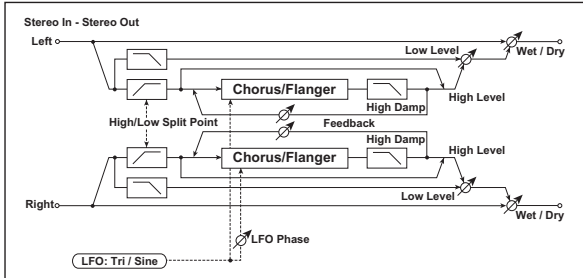 Stereo In - Stereo Out
Left
Low Level
Wet / Dry
Chorus/Flanger
High Damp
High Level
High/Low Split Point
Feedback
High Damp
High Level
Chorus/Flanger
Low Level
Right
Wet / Dry
LFO Phase
LFO: Tri / Sine